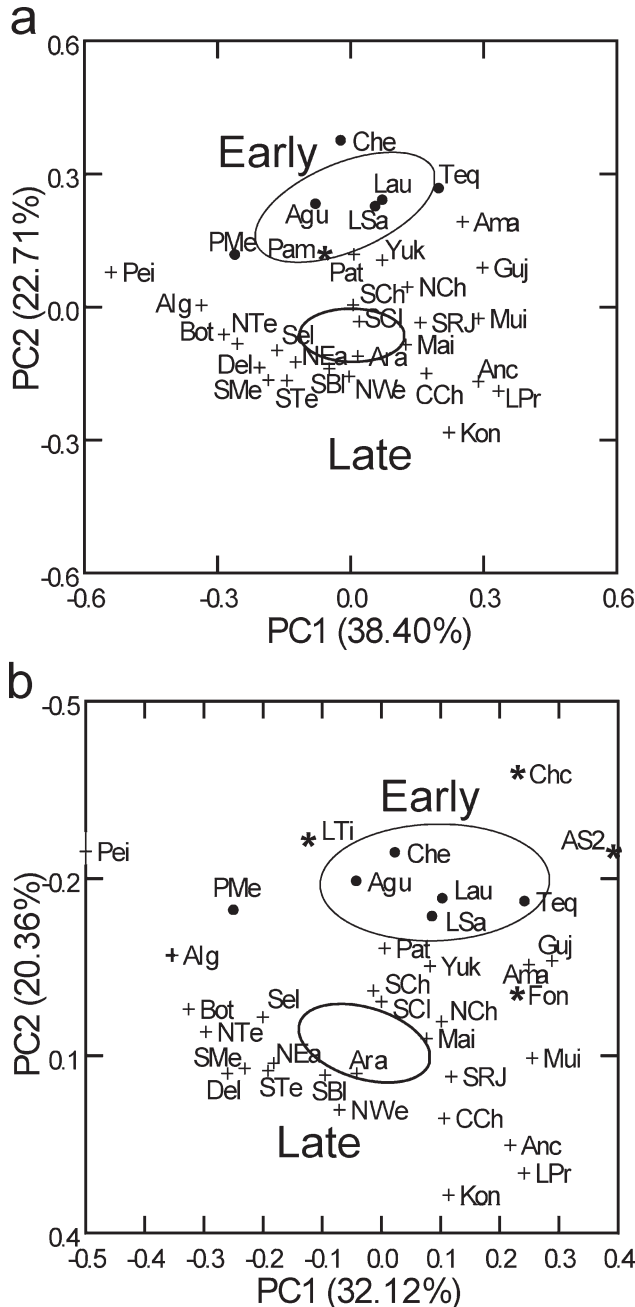 a
0.6
Early
Che
0.3
Lau
Teq
Agu
LSa
Ama
PMe
Pam
Yuk
Pei
Pat
Guj
NCh
SCh
Alg
0.0
SCl
SRJ
Mui
Bot
NTe
Sel
Mai
NEa
Ara
Del
Anc
SMe
STe
SBl
NWe
CCh
LPr
-0.3
Kon
Late
-0.6
PC2 (22.71%)
-0.6 -0.3 0.0 0.3 0.6
PC1 (38.40%)
b
-0.5
Chc
Early
LTi
AS2
Pei
Che
-0.2
PMe
Agu
Lau
Teq
LSa
Alg
Pat
Guj
Yuk
Ama
SCh
Fon
Sel
Bot
SCl
NCh
NTe
Mai
0.1
SMe
NEa
Ara
Mui
Del
STe
SBl
SRJ
NWe
CCh
Late
Anc
LPr
Kon
0.4
PC2 (20.36%)
-0.5 -0.4 -0.3 -0.2 -0.1 0.0 0.1 0.2 0.3 0.4
PC1 (32.12%)